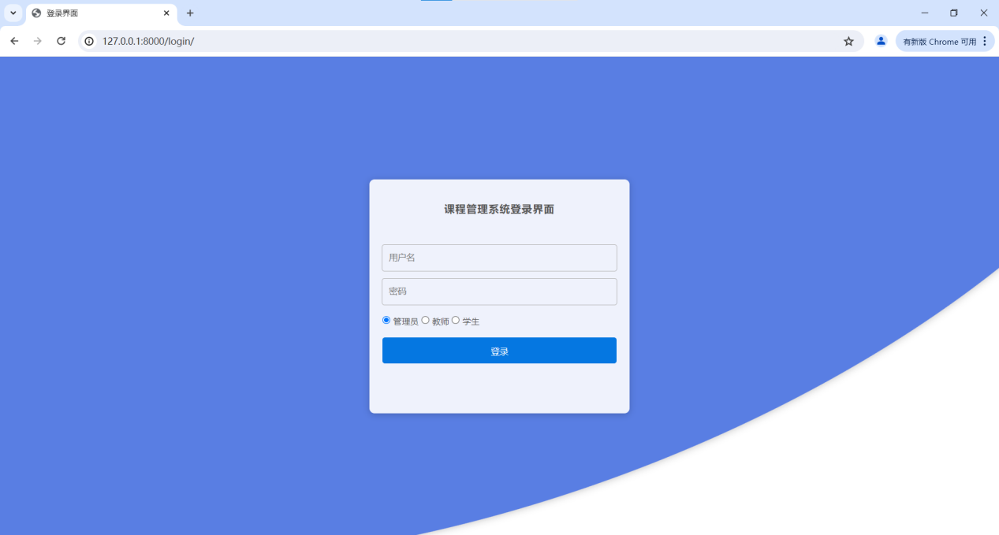 登录界面
127.0.0.1:8000/login/
有新版 Chrome 可用
课程管理系统登录界面
用户名
密码
管理员 教师 学生
登录